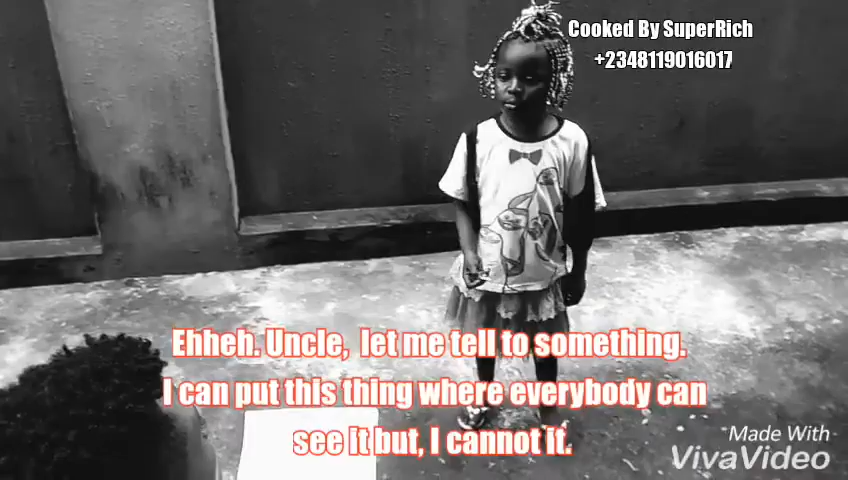 Cooked By SuperRich
+2348119016017
Ehheh. Uncle, let me tell to something.
I can put this thing where everybody can
see it but, I cannot it.
Made With
VivaVideo